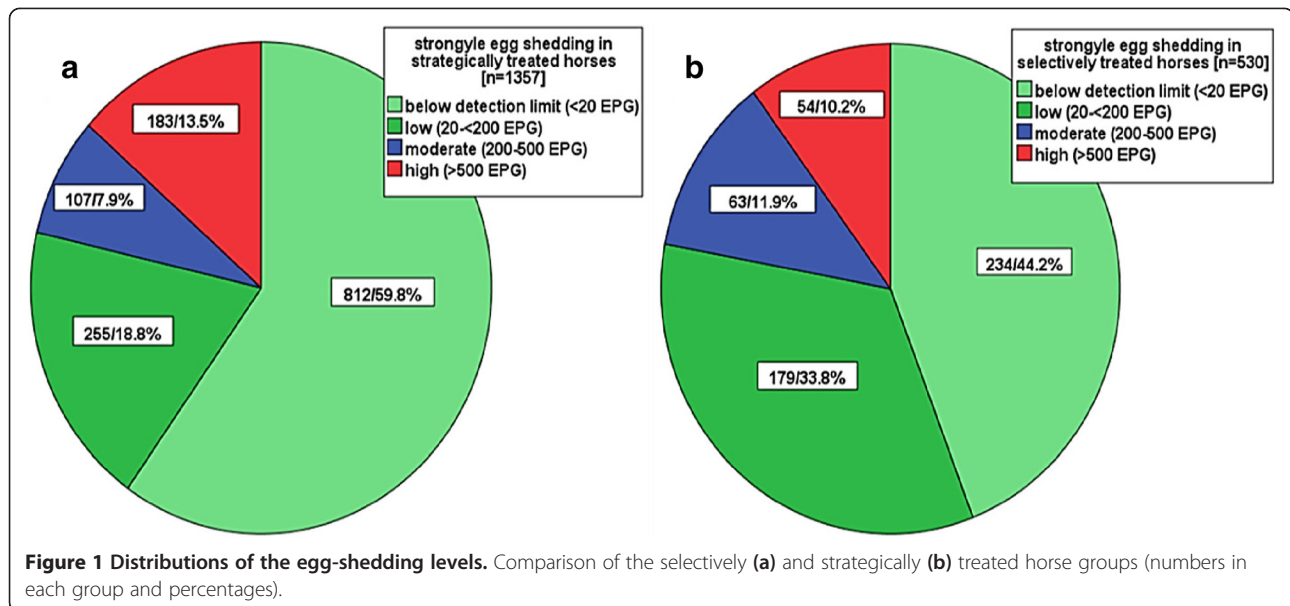 a
strongyle egg shedding in
strategically treated horses
[n=1357]
below detection limit (<20 EPG)
low (20-<200 EPG)
moderate (200-500 EPG)
high (>500 EPG)
183/13.5%
107/7.9%
812/59.8%
255/18.8%
b
strongyle egg shedding in
selectively treated horses [n=530]
below detection limit (<20 EPG)
low (20-<200 EPG)
moderate (200-500 EPG)
high (>500 EPG)
54/10.2%
63/11.9%
234/44.2%
179/33.8%
Figure 1 Distributions of the egg-shedding levels. Comparison of the selectively (a) and strategically (b) treated horse groups (numbers in
each group and percentages).